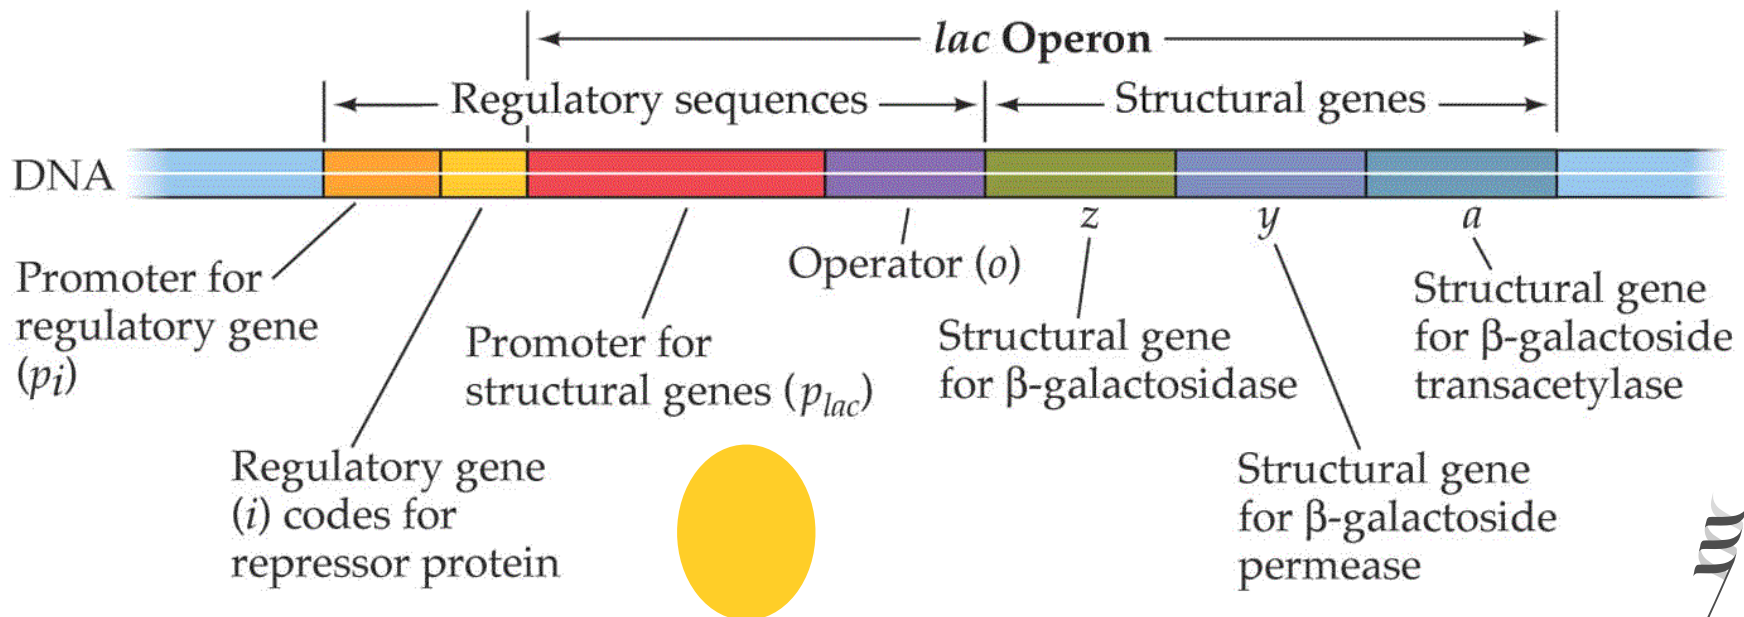 lac Operon
Regulatory sequences
Structural genes
DNA
z
y
a
Promoter for
regulatory gene
(pi)
Regulatory gene
(i) codes for
repressor protein
Promoter for
structural genes (plac)
Operator (o)
Structural gene
for β-galactosidase
Structural gene
for β-galactoside
permease
Structural gene
for β-galactoside
transacetylase